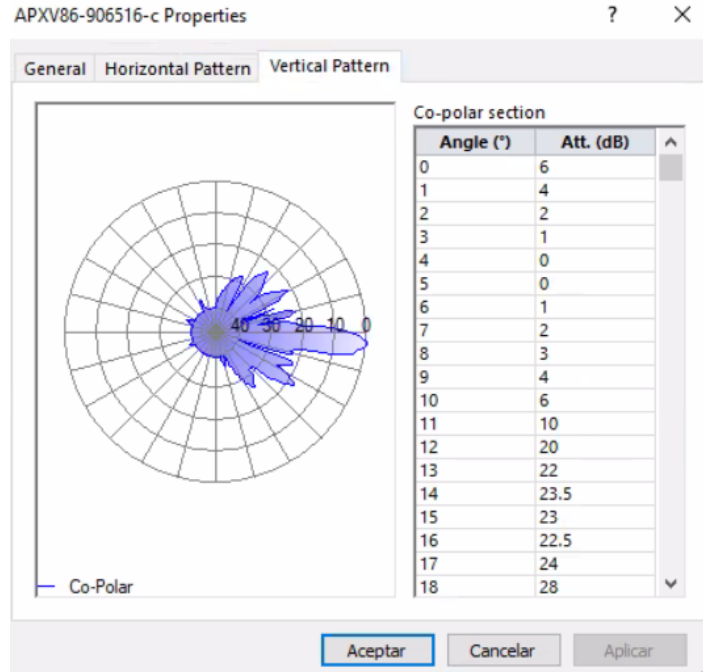 APXV86-906516-c Properties
General Horizontal Pattern Vertical Pattern
Co-polar section
Angle (°) Att. (dB)
0 6
1 4
2 2
3 1
4 0
5 0
6 1
7 2
8 3
9 4
10 6
11 10
12 20
13 22
14 23.5
15 23
16 22.5
17 24
18 28
40 30 20 10 0
Co-Polar
Aceptar Cancelar Aplicar